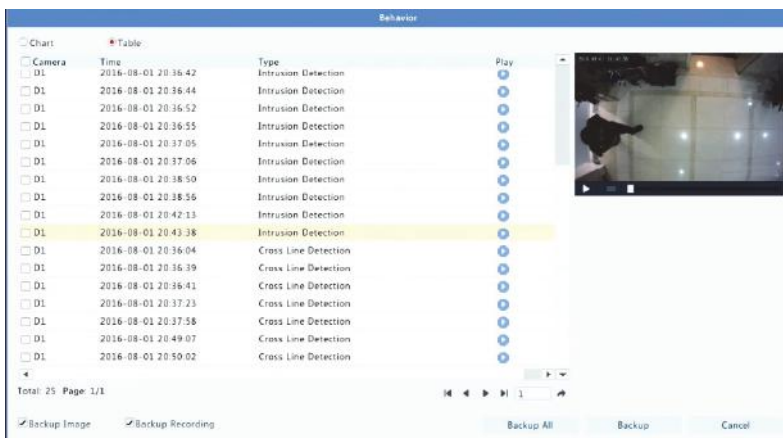 Behavior
Chart Table
Camera Time Type Play
D1 2016-08-01 20:36:42 Intrusion Detection
D1 2016-08-01 20:36:44 Intrusion Detection
D1 2016-08-01 20:36:52 Intrusion Detection
D1 2016-08-01 20:36:55 Intrusion Detection
D1 2016-08-01 20:37:05 Intrusion Detection
D1 2016-08-01 20:37:06 Intrusion Detection
D1 2016-08-01 20:38:50 Intrusion Detection
D1 2016-08-01 20:38:56 Intrusion Detection
D1 2016-08-01 20:42:13 Intrusion Detection
D1 2016-08-01 20:43:38 Intrusion Detection
D1 2016-08-01 20:36:04 Cross Line Detection
D1 2016-08-01 20:36:39 Cross Line Detection
D1 2016-08-01 20:36:41 Cross Line Detection
D1 2016-08-01 20:37:23 Cross Line Detection
D1 2016-08-01 20:37:58 Cross Line Detection
D1 2016-08-01 20:49:07 Cross Line Detection
D1 2016-08-01 20:50:02 Cross Line Detection
Total: 25 Page: 1/1 1
Backup Image Backup Recording Backup All Backup Cancel